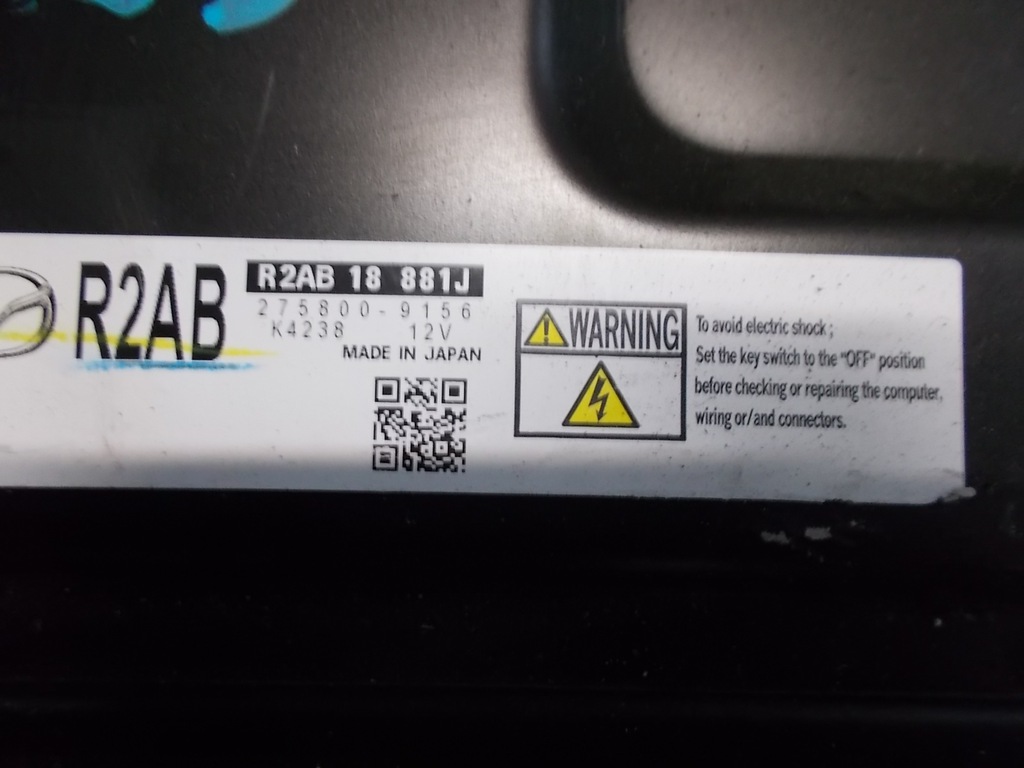 R2AB
R2AB 18 881J
275800-9156
K4238 12V
MADE IN JAPAN
WARNING
To avoid electric shock ;
Set the key switch to the "OFF" position
before checking or repairing the computer,
wiring or/and connectors.